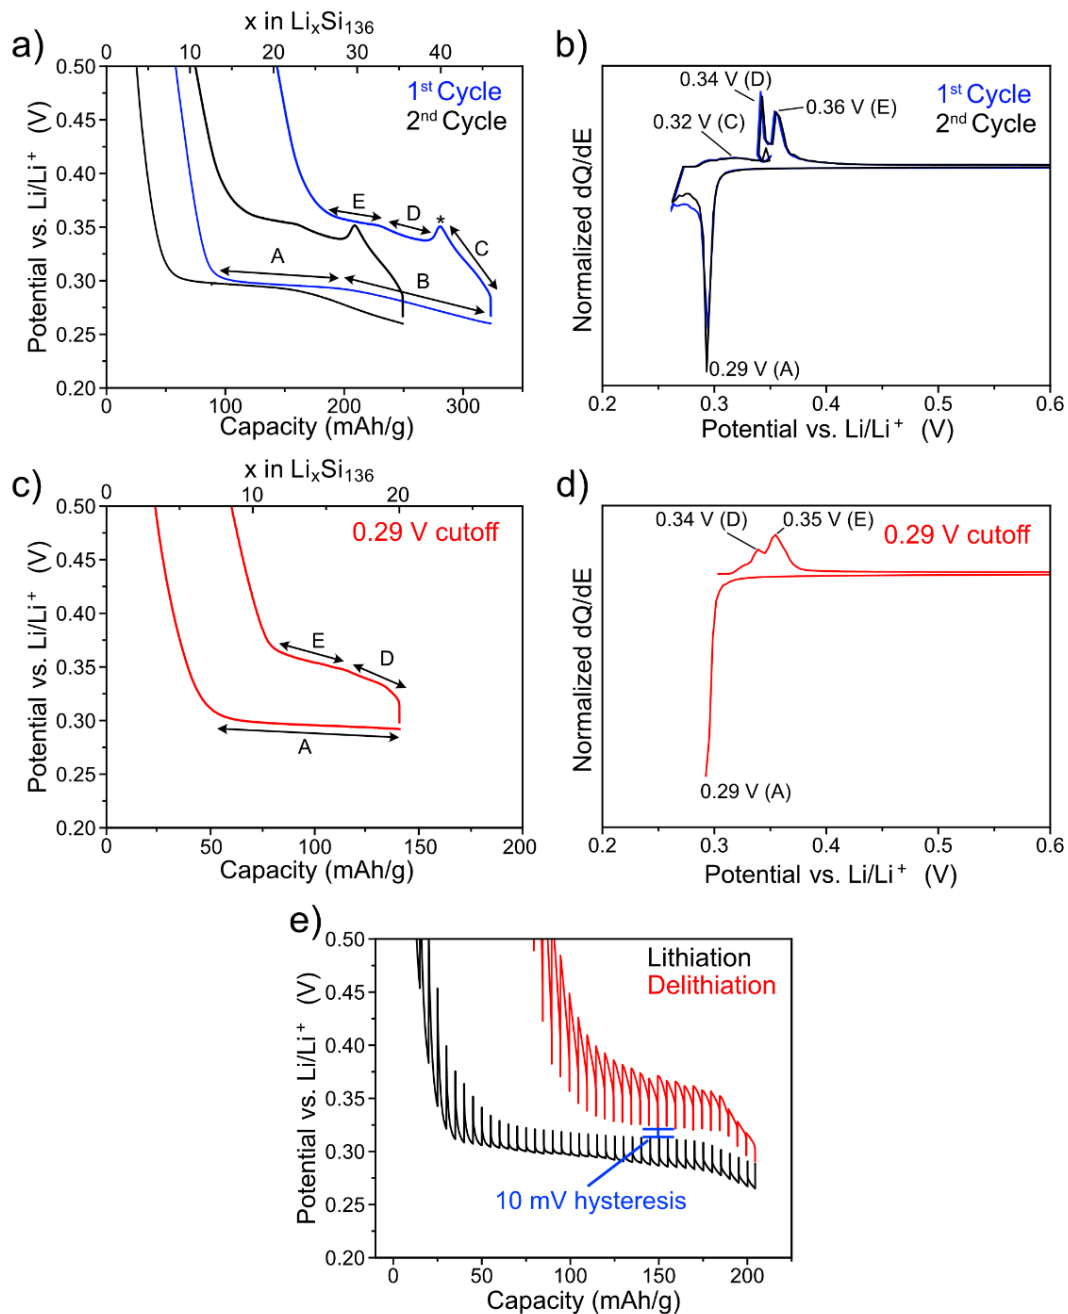 a)
x in LiₓSi₁₃₆
0 10 20 30 40
0.50
0.45
0.40
0.35
0.30
0.25
0.20
Potential vs. Li/Li⁺ (V)
1ˢᵗ Cycle
2ⁿᵈ Cycle
E
D
*
C
A
B
0 100 200 300
Capacity (mAh/g)
b)
Normalized dQ/dE
0.34 V (D)
0.36 V (E)
0.32 V (C)
1ˢᵗ Cycle
2ⁿᵈ Cycle
0.29 V (A)
0.2 0.3 0.4 0.5 0.6
Potential vs. Li/Li⁺ (V)
c)
x in LiₓSi₁₃₆
0 10 20
0.50
0.45
0.40
0.35
0.30
0.25
0.20
Potential vs. Li/Li⁺ (V)
0.29 V cutoff
E
D
A
0 50 100 150 200
Capacity (mAh/g)
d)
Normalized dQ/dE
0.34 V (D)
0.35 V (E)
0.29 V cutoff
0.29 V (A)
0.2 0.3 0.4 0.5 0.6
Potential vs. Li/Li⁺ (V)
e)
0.50
0.45
0.40
0.35
0.30
0.25
0.20
Potential vs. Li/Li⁺ (V)
Lithiation
Delithiation
10 mV hysteresis
0 50 100 150 200
Capacity (mAh/g)